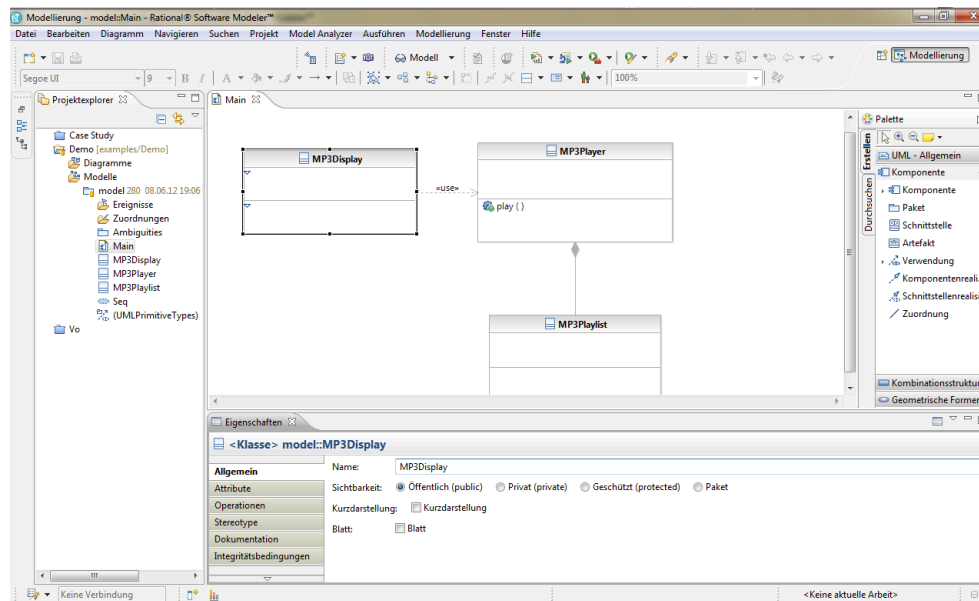 Modellierung - model::Main - Rational® Software Modeler™
Datei Bearbeiten Diagramm Navigieren Suchen Projekt Model Analyzer Ausführen Modellierung Fenster Hilfe
Modell
Modellierung
Segoe UI 9 B I A 100%
Projektexplorer
Case Study
Demo [examples/Demo]
Diagramme
Modelle
model 280 08.06.12 19:06
Ereignisse
Zuordnungen
Ambiguities
Main
MP3Display
MP3Player
MP3Playlist
Seq
(UMLPrimitiveTypes)
Vo
Main
MP3Display
«use»
MP3Player
play ( )
MP3Playlist
Palette
Erstellen
Durchsuchen
UML - Allgemein
Komponente
Komponente
Paket
Schnittstelle
Artefakt
Verwendung
Komponentenreali
Schnittstellenrealisi
Zuordnung
Kombinationsstruktur
Geometrische Formen
Eigenschaften
<Klasse> model::MP3Display
Allgemein
Attribute
Operationen
Stereotype
Dokumentation
Integritätsbedingungen
Name: MP3Display
Sichtbarkeit: Öffentlich (public) Privat (private) Geschützt (protected) Paket
Kurzdarstellung: Kurzdarstellung
Blatt: Blatt
Keine Verbindung
<Keine aktuelle Arbeit>